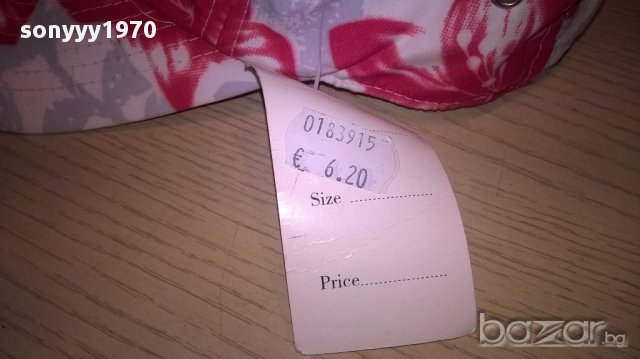 sonyyy1970
0183915
€ 6.20
Size ....................
Price.....................
bazar.bg